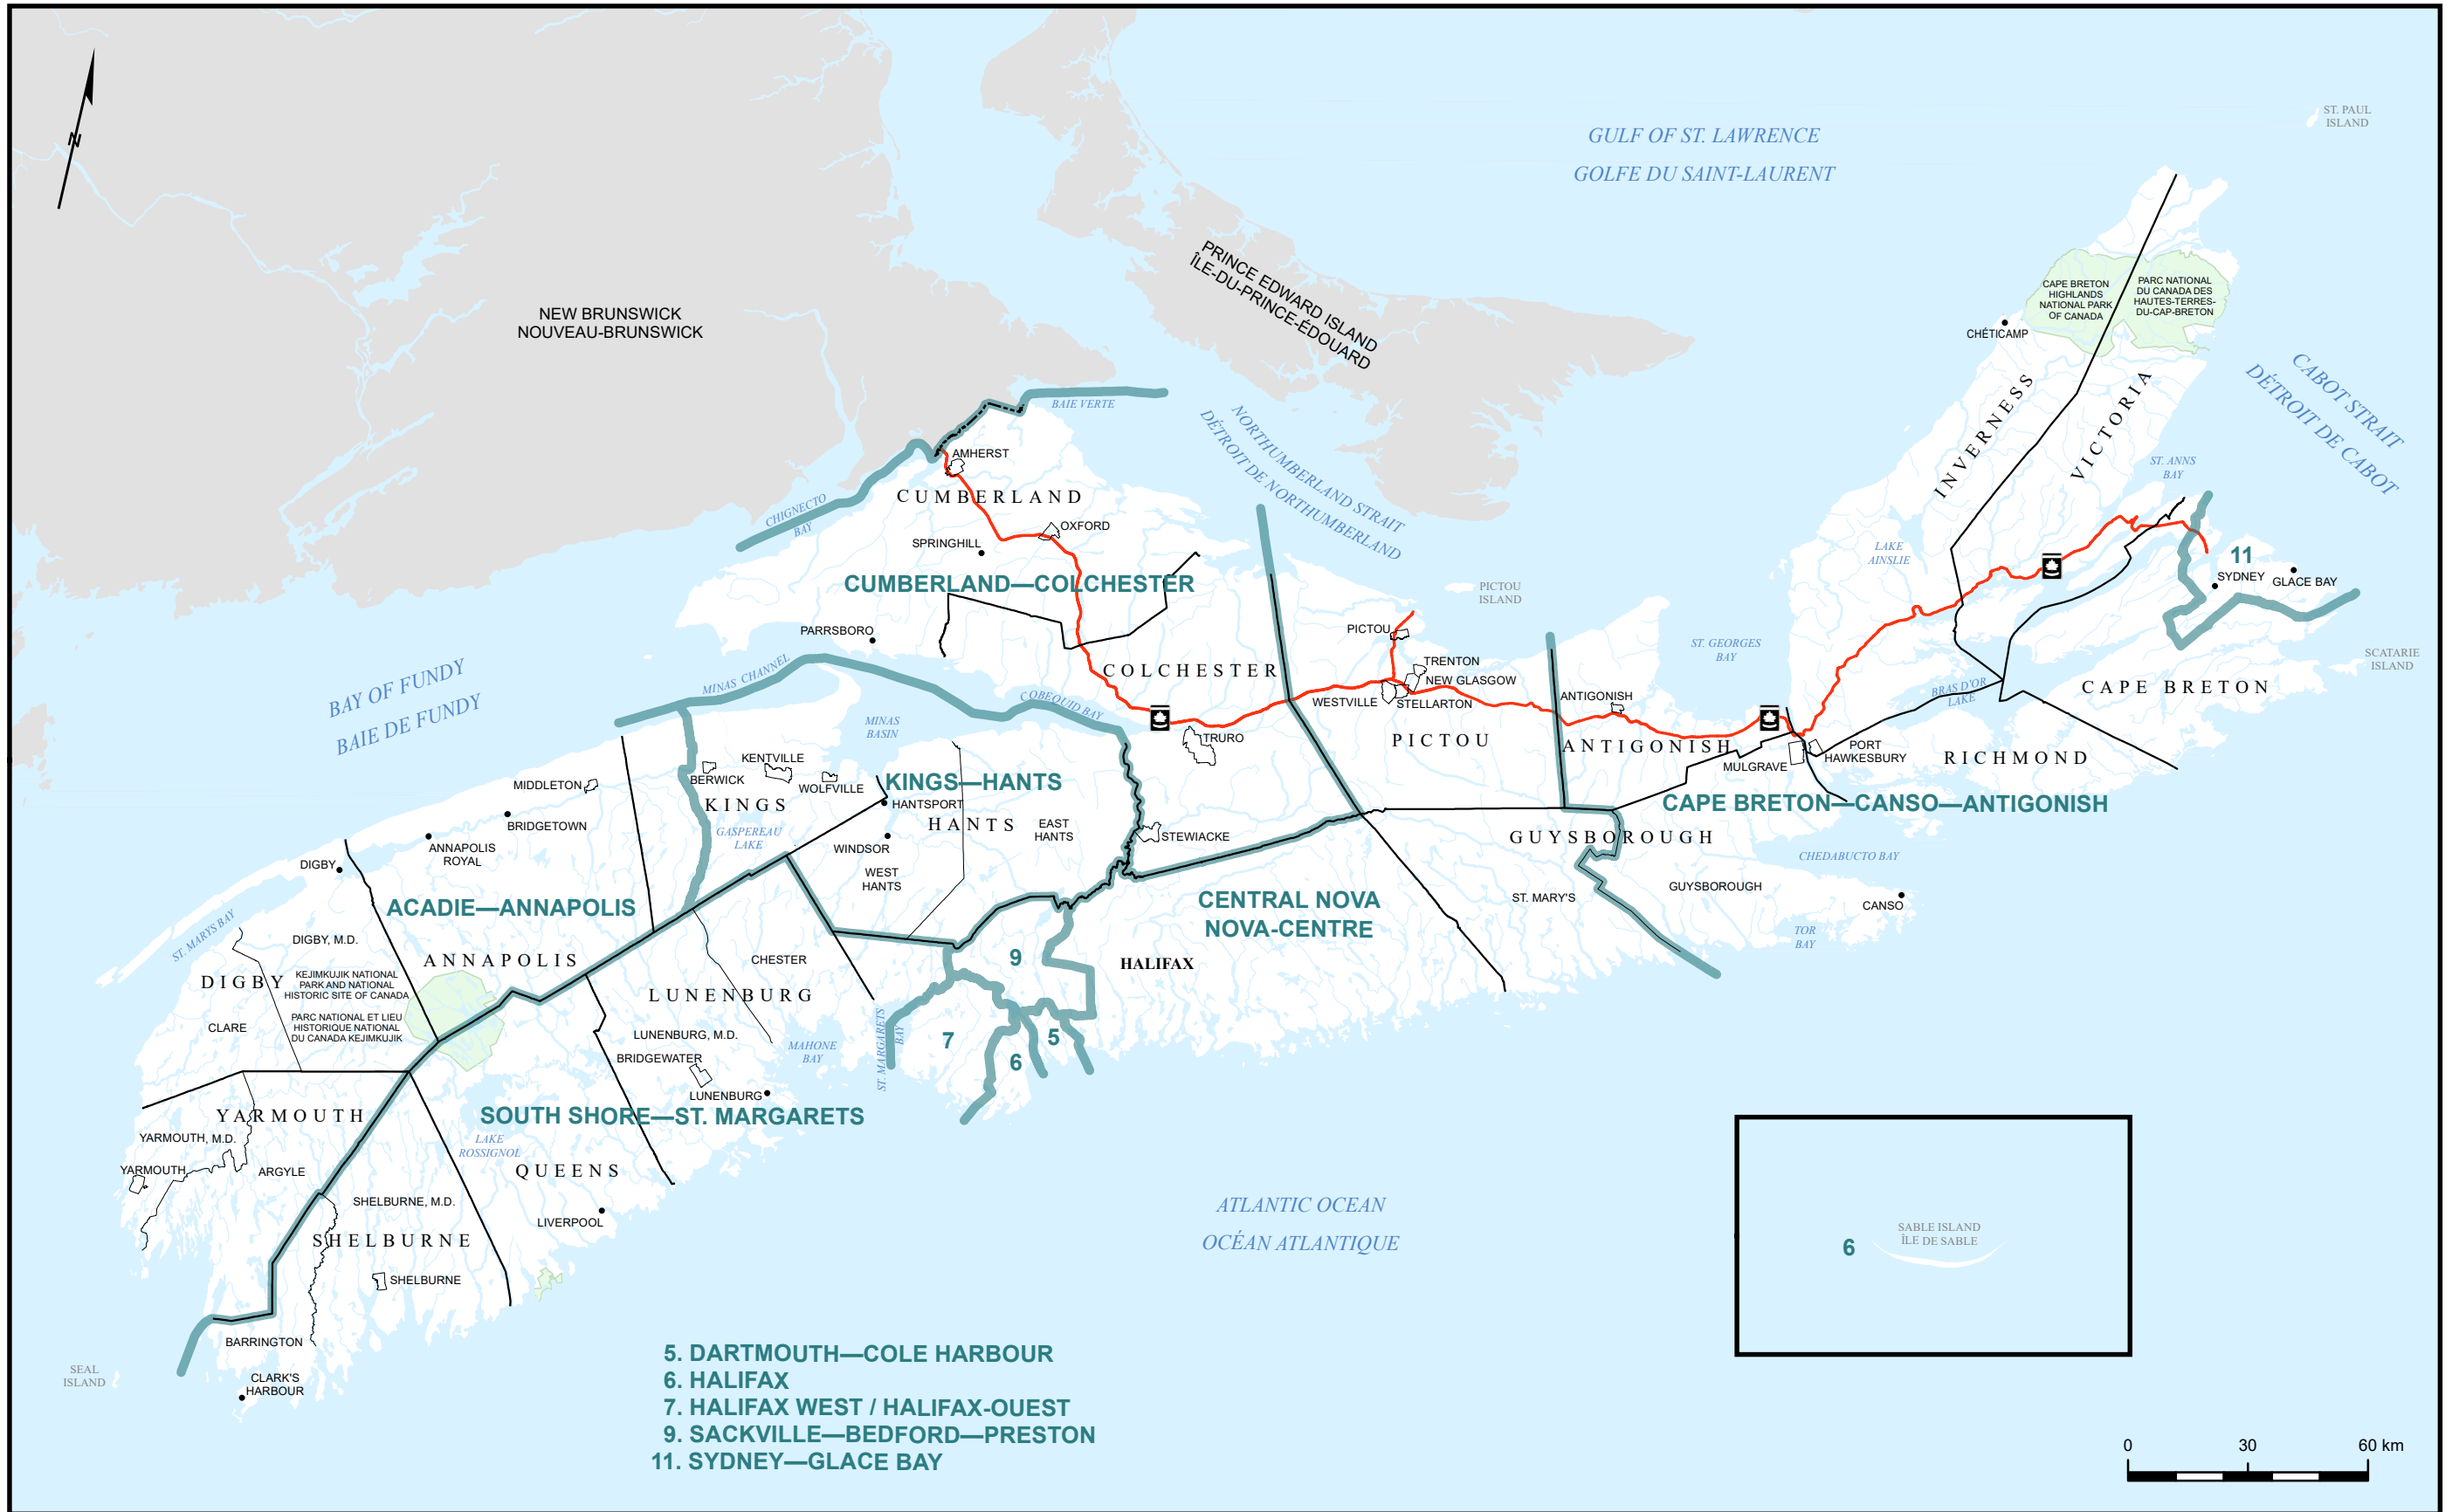 N
NEW BRUNSWICK
NOUVEAU-BRUNSWICK
PRINCE EDWARD ISLAND
ÎLE-DU-PRINCE-ÉDOUARD
GULF OF ST. LAWRENCE
GOLFE DU SAINT-LAURENT
ST. PAUL
ISLAND
CAPE BRETON
HIGHLANDS
NATIONAL PARK
OF CANADA
PARC NATIONAL
DU CANADA DES
HAUTES-TERRES-
DU-CAP-BRETON
CHÉTICAMP
CABOT STRAIT
DÉTROIT DE CABOT
INVERNESS
VICTORIA
ST. ANNS
BAY
BAIE VERTE
NORTHUMBERLAND STRAIT
DÉTROIT DE NORTHUMBERLAND
AMHERST
CUMBERLAND
CHIGNECTO
BAY
OXFORD
SPRINGHILL
CUMBERLAND—COLCHESTER
LAKE
AINSLIE
11
SYDNEY
GLACE BAY
PICTOU
ISLAND
PARRSBORO
PICTOU
ST. GEORGES
BAY
SCATARIE
ISLAND
BAY OF FUNDY
BAIE DE FUNDY
MINAS CHANNEL
COBEQUID BAY
COLCHESTER
TRENTON
NEW GLASGOW
WESTVILLE
STELLARTON
ANTIGONISH
BRAS D'OR
LAKE
CAPE BRETON
MINAS
BASIN
TRURO
PICTOU
ANTIGONISH
MULGRAVE
PORT
HAWKESBURY
RICHMOND
MIDDLETON
BERWICK
KENTVILLE
WOLFVILLE
KINGS—HANTS
KINGS
HANTSPORT
HANTS
EAST
HANTS
CAPE BRETON—CANSO—ANTIGONISH
BRIDGETOWN
ANNAPOLIS
ROYAL
GASPEREAU
LAKE
WINDSOR
STEWIACKE
GUYSBOROUGH
CHEDABUCTO BAY
DIGBY
WEST
HANTS
GUYSBOROUGH
ST. MARY'S
CANSO
ACADIE—ANNAPOLIS
CENTRAL NOVA
NOVA-CENTRE
TOR
BAY
ST. MARYS BAY
DIGBY, M.D.
ANNAPOLIS
CHESTER
9
HALIFAX
DIGBY
KEJIMKUJIK NATIONAL
PARK AND NATIONAL
HISTORIC SITE OF CANADA
PARC NATIONAL ET LIEU
HISTORIQUE NATIONAL
DU CANADA KEJIMKUJIK
LUNENBURG
CLARE
LUNENBURG, M.D.
BRIDGEWATER
MAHONE
BAY
ST. MARGARETS
BAY
7
6
5
LUNENBURG
YARMOUTH
SOUTH SHORE—ST. MARGARETS
YARMOUTH, M.D.
LAKE
ROSSIGNOL
YARMOUTH
ARGYLE
QUEENS
SHELBURNE, M.D.
LIVERPOOL
SHELBURNE
SHELBURNE
ATLANTIC OCEAN
OCÉAN ATLANTIQUE
6
SABLE ISLAND
ÎLE DE SABLE
BARRINGTON
SEAL
ISLAND
CLARK'S
HARBOUR
5. DARTMOUTH—COLE HARBOUR
6. HALIFAX
7. HALIFAX WEST / HALIFAX-OUEST
9. SACKVILLE—BEDFORD—PRESTON
11. SYDNEY—GLACE BAY
0 30 60 km